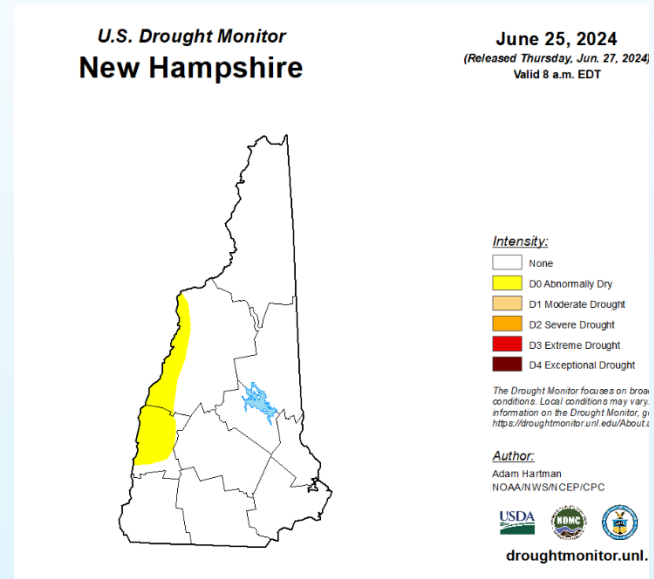 U.S. Drought Monitor
New Hampshire
June 25, 2024
(Released Thursday, Jun. 27, 2024)
Valid 8 a.m. EDT
Intensity:
None
D0 Abnormally Dry
D1 Moderate Drought
D2 Severe Drought
D3 Extreme Drought
D4 Exceptional Drought
The Drought Monitor focuses on broa
conditions. Local conditions may vary.
information on the Drought Monitor, g
https://droughtmonitor.unl.edu/About.a
Author:
Adam Hartman
NOAA/NWS/NCEP/CPC
USDA
NDMC
droughtmonitor.unl.